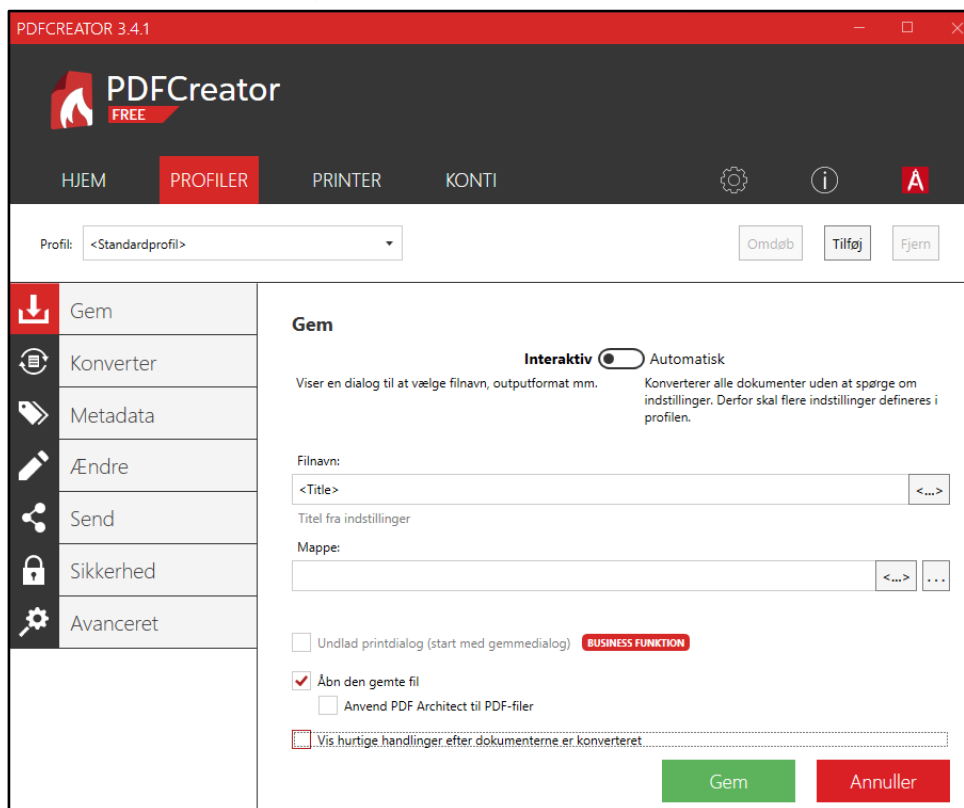 PDFCREATOR 3.4.1
PDFCreator
FREE
HJEM PROFILER PRINTER KONTI
Profil: <Standardprofil> Omdøb Tilføj Fjern
Gem
Konverter
Metadata
Ændre
Send
Sikkerhed
Avanceret
Gem
Interaktiv Automatisk
Viser en dialog til at vælge filnavn, outputformat mm.
Konverterer alle dokumenter uden at spørge om
indstillinger. Derfor skal flere indstillinger defineres i
profilen.
Filnavn:
<Title> <...>
Titel fra indstillinger
Mappe:
<...> ...
Undlad printdialog (start med gemmedialog) BUSINESS FUNKTION
Åbn den gemte fil
Anvend PDF Architect til PDF-filer
Vis hurtige handlinger efter dokumenterne er konverteret
Gem Annuller